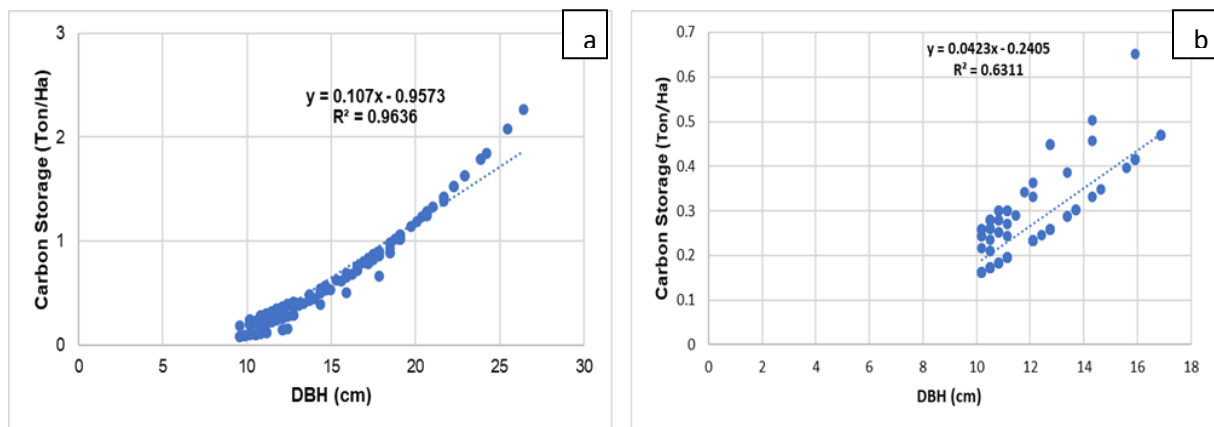 a
y = 0.107x - 0.9573
R² = 0.9636
Carbon Storage (Ton/Ha)
3
2
1
0
0 5 10 15 20 25 30
DBH (cm)
b
y = 0.0423x - 0.2405
R² = 0.6311
Carbon Storage (Ton/Ha)
0.7
0.6
0.5
0.4
0.3
0.2
0.1
0
0 2 4 6 8 10 12 14 16 18
DBH (cm)